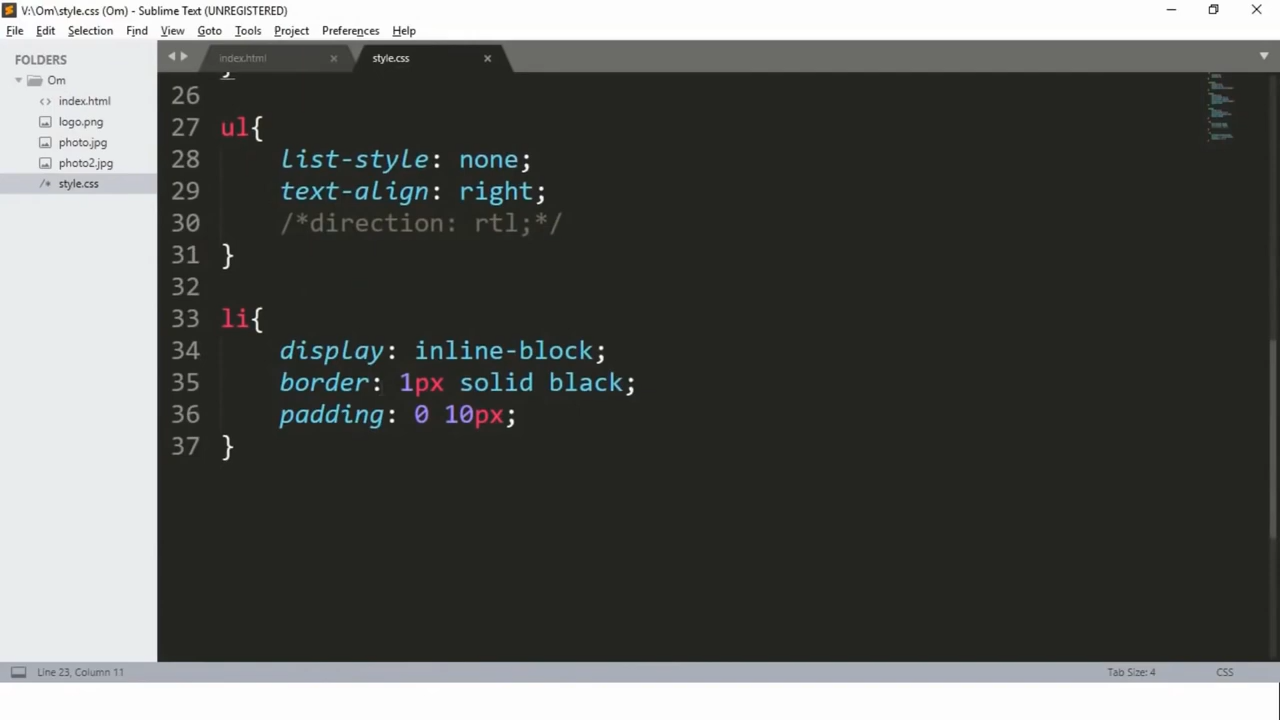 V:\Om\style.css (Om) - Sublime Text (UNREGISTERED)
File Edit Selection Find View Goto Tools Project Preferences Help
FOLDERS
Om
<> index.html
logo.png
photo.jpg
photo2.jpg
/* style.css
index.html × style.css ×
}
26
27 ul{
28     list-style: none;
29     text-align: right;
30     /*direction: rtl;*/
31 }
32
33 li{
34     display: inline-block;
35     border: 1px solid black;
36     padding: 0 10px;
37 }
Line 23, Column 11
Tab Size: 4 CSS